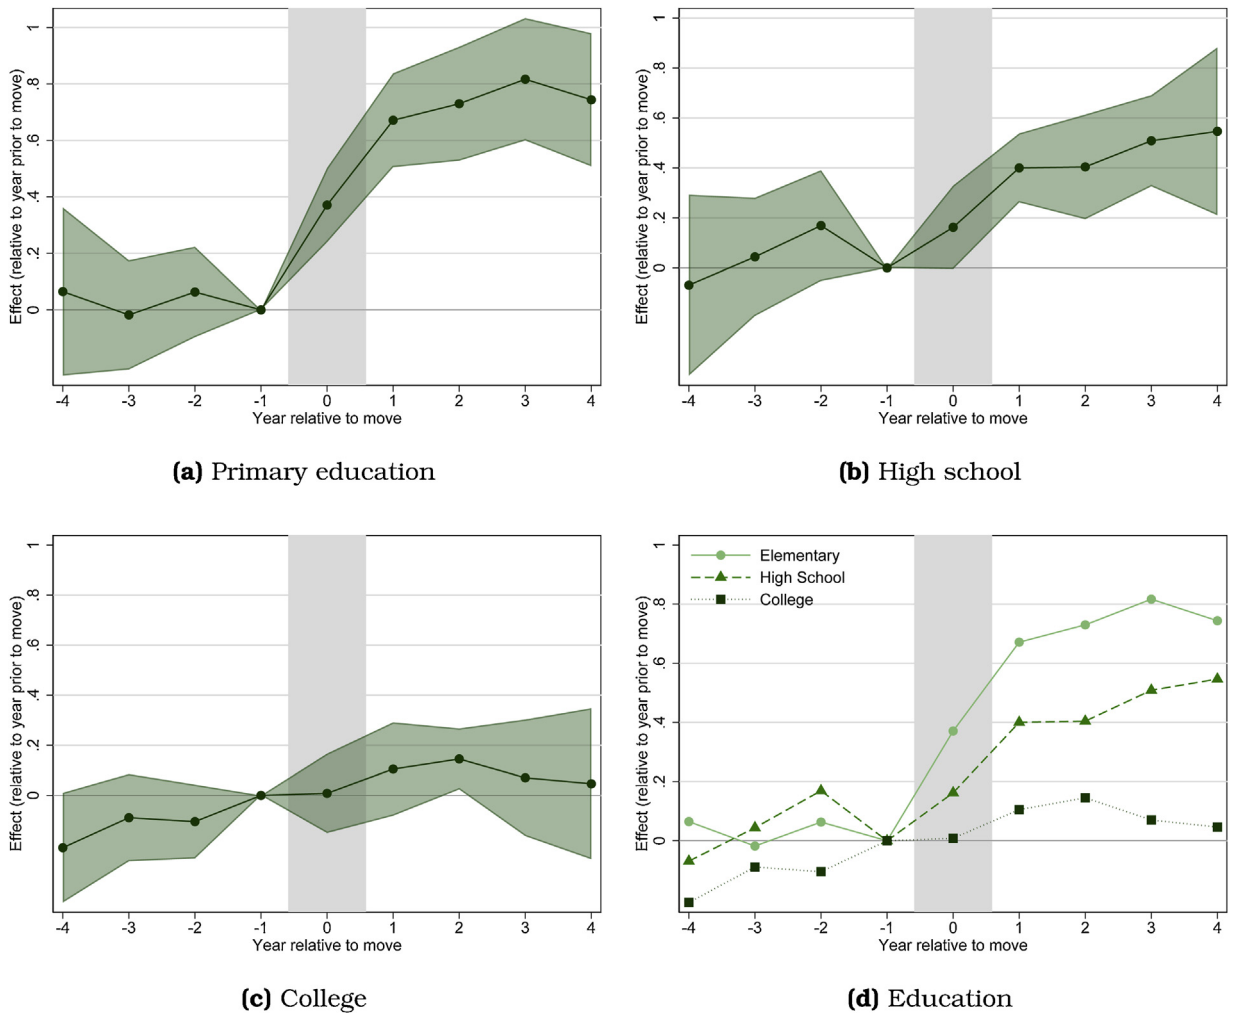 Effect (relative to year prior to move)
1
.8
.6
.4
.2
0
-4 -3 -2 -1 0 1 2 3 4
Year relative to move
(a) Primary education
Effect (relative to year prior to move)
1
.8
.6
.4
.2
0
-4 -3 -2 -1 0 1 2 3 4
Year relative to move
(b) High school
Effect (relative to year prior to move)
1
.8
.6
.4
.2
0
-4 -3 -2 -1 0 1 2 3 4
Year relative to move
(c) College
Effect (relative to year prior to move)
1
.8
.6
.4
.2
0
Elementary
High School
College
-4 -3 -2 -1 0 1 2 3 4
Year relative to move
(d) Education